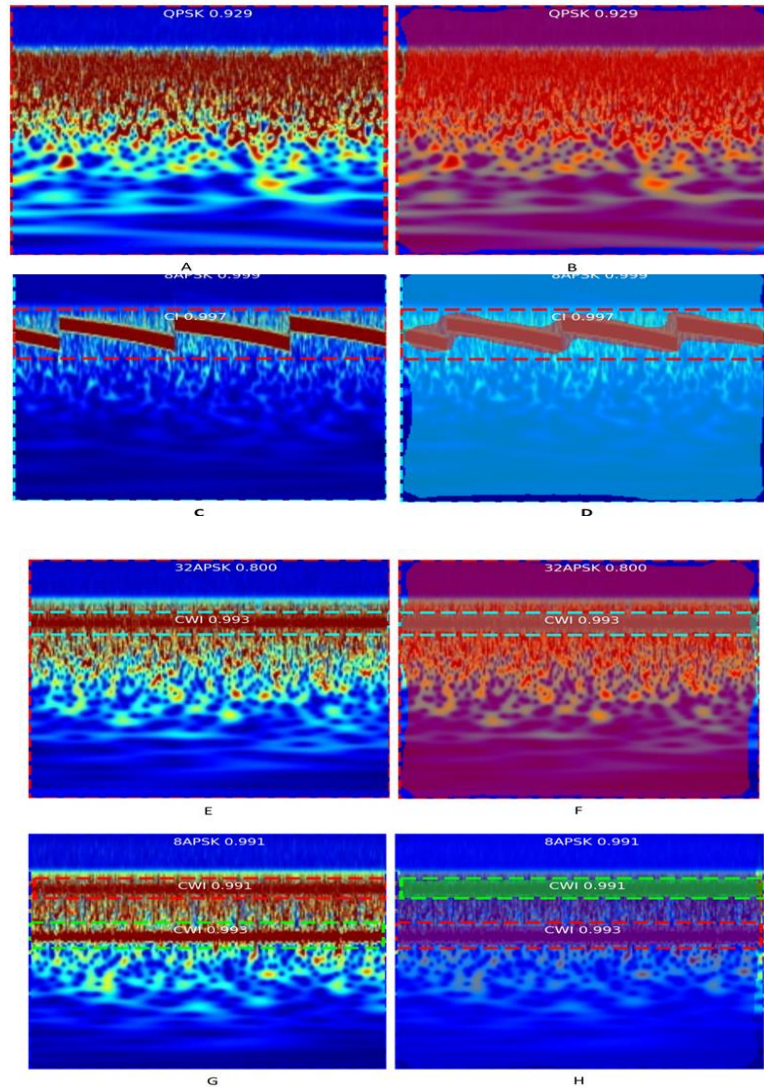 QPSK 0.929
QPSK 0.929
A
B
8APSK 0.999
8APSK 0.999
CI 0.997
CI 0.997
C
D
32APSK 0.800
32APSK 0.800
CWI 0.993
CWI 0.993
E
F
8APSK 0.991
8APSK 0.991
CWI 0.991
CWI 0.991
CWI 0.993
CWI 0.993
G
H